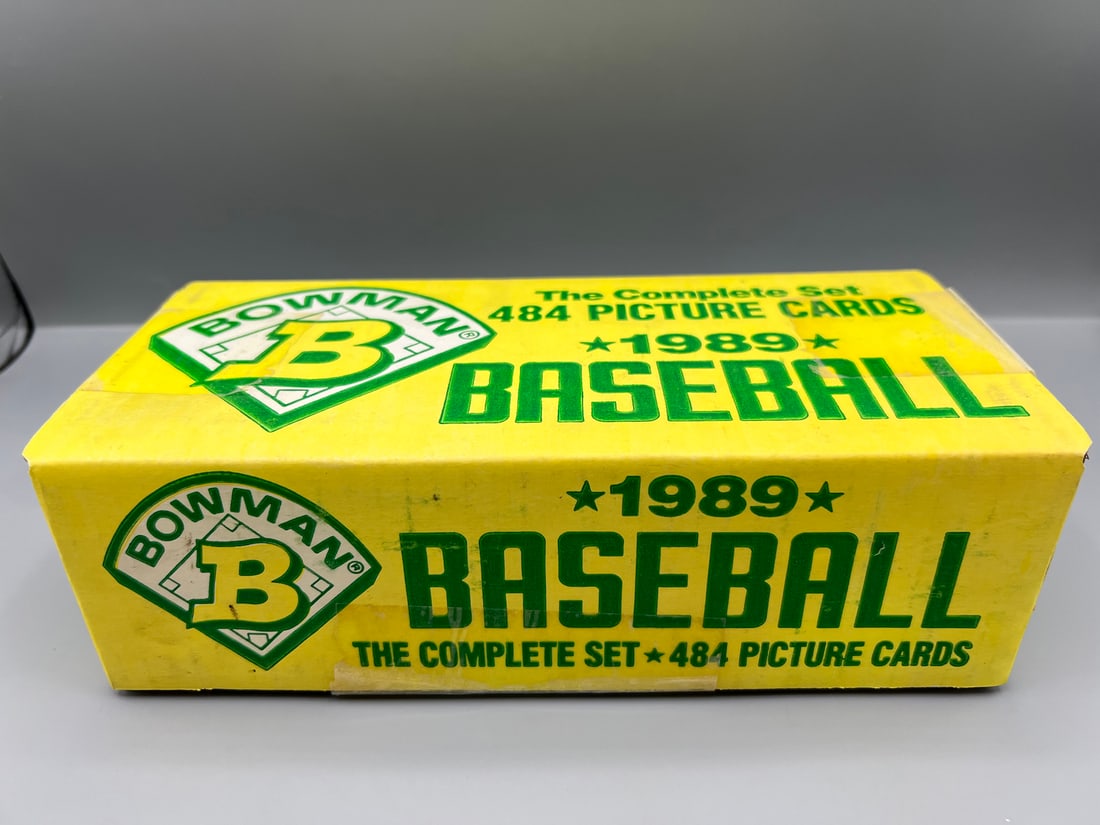 BOWMAN®
B
The Complete Set
484 PICTURE CARDS
★1989★
BASEBALL
BOWMAN®
B
★1989★
BASEBALL
THE COMPLETE SET★484 PICTURE CARDS